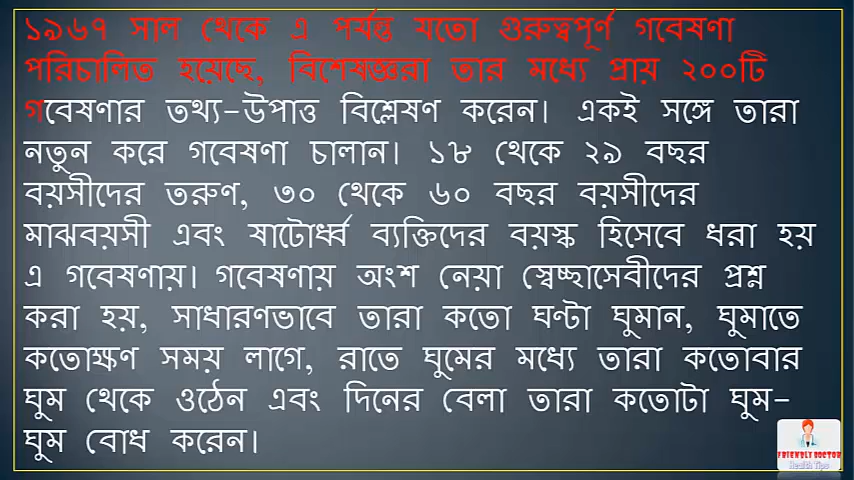 ১৯৬৭ সাল থেকে এ পর্যন্ত যতো গুরুত্বপূর্ণ গবেষণা
পরিচালিত হয়েছে, বিশেষজ্ঞরা তার মধ্যে প্রায় ২০০টি
গবেষণার তথ্য-উপাত্ত বিশ্লেষণ করেন। একই সঙ্গে তারা
নতুন করে গবেষণা চালান। ১৮ থেকে ২৯ বছর
বয়সীদের তরুণ, ৩০ থেকে ৬০ বছর বয়সীদের
মাঝবয়সী এবং ষাটোর্ধ্ব ব্যক্তিদের বয়স্ক হিসেবে ধরা হয়
এ গবেষণায়। গবেষণায় অংশ নেয়া স্বেচ্ছাসেবীদের প্রশ্ন
করা হয়, সাধারণভাবে তারা কতো ঘণ্টা ঘুমান, ঘুমাতে
কতোক্ষণ সময় লাগে, রাতে ঘুমের মধ্যে তারা কতোবার
ঘুম থেকে ওঠেন এবং দিনের বেলা তারা কতোটা ঘুম-
ঘুম বোধ করেন।
FRIENDLY DOCTOR
Health Tips